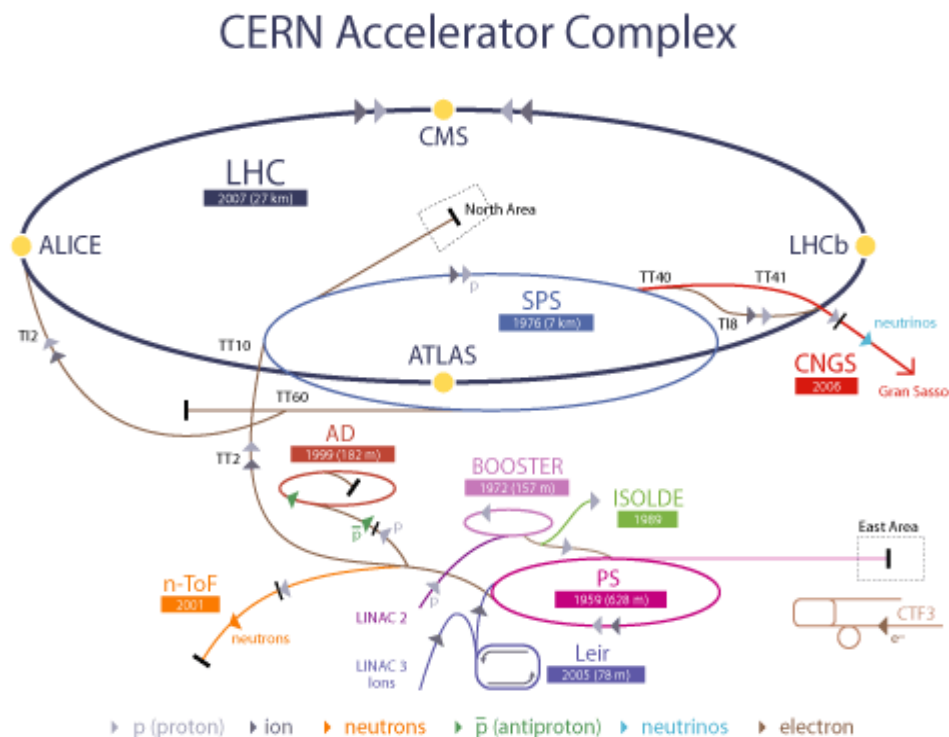 CERN Accelerator Complex
CMS
LHC
2007 (27 km)
North Area
ALICE
LHCb
TT40
TT41
p
SPS
1976 (7 km)
TI8
neutrinos
TI2
TT10
ATLAS
CNGS
2006
Gran Sasso
TT60
AD
1999 (182 m)
TT2
BOOSTER
1972 (157 m)
ISOLDE
1989
p
p̅
East Area
n-ToF
2001
PS
1959 (628 m)
p
LINAC 2
neutrons
CTF3
e-
LINAC 3
Ions
Leir
2005 (78 m)
p (proton)
ion
neutrons
p̅ (antiproton)
neutrinos
electron